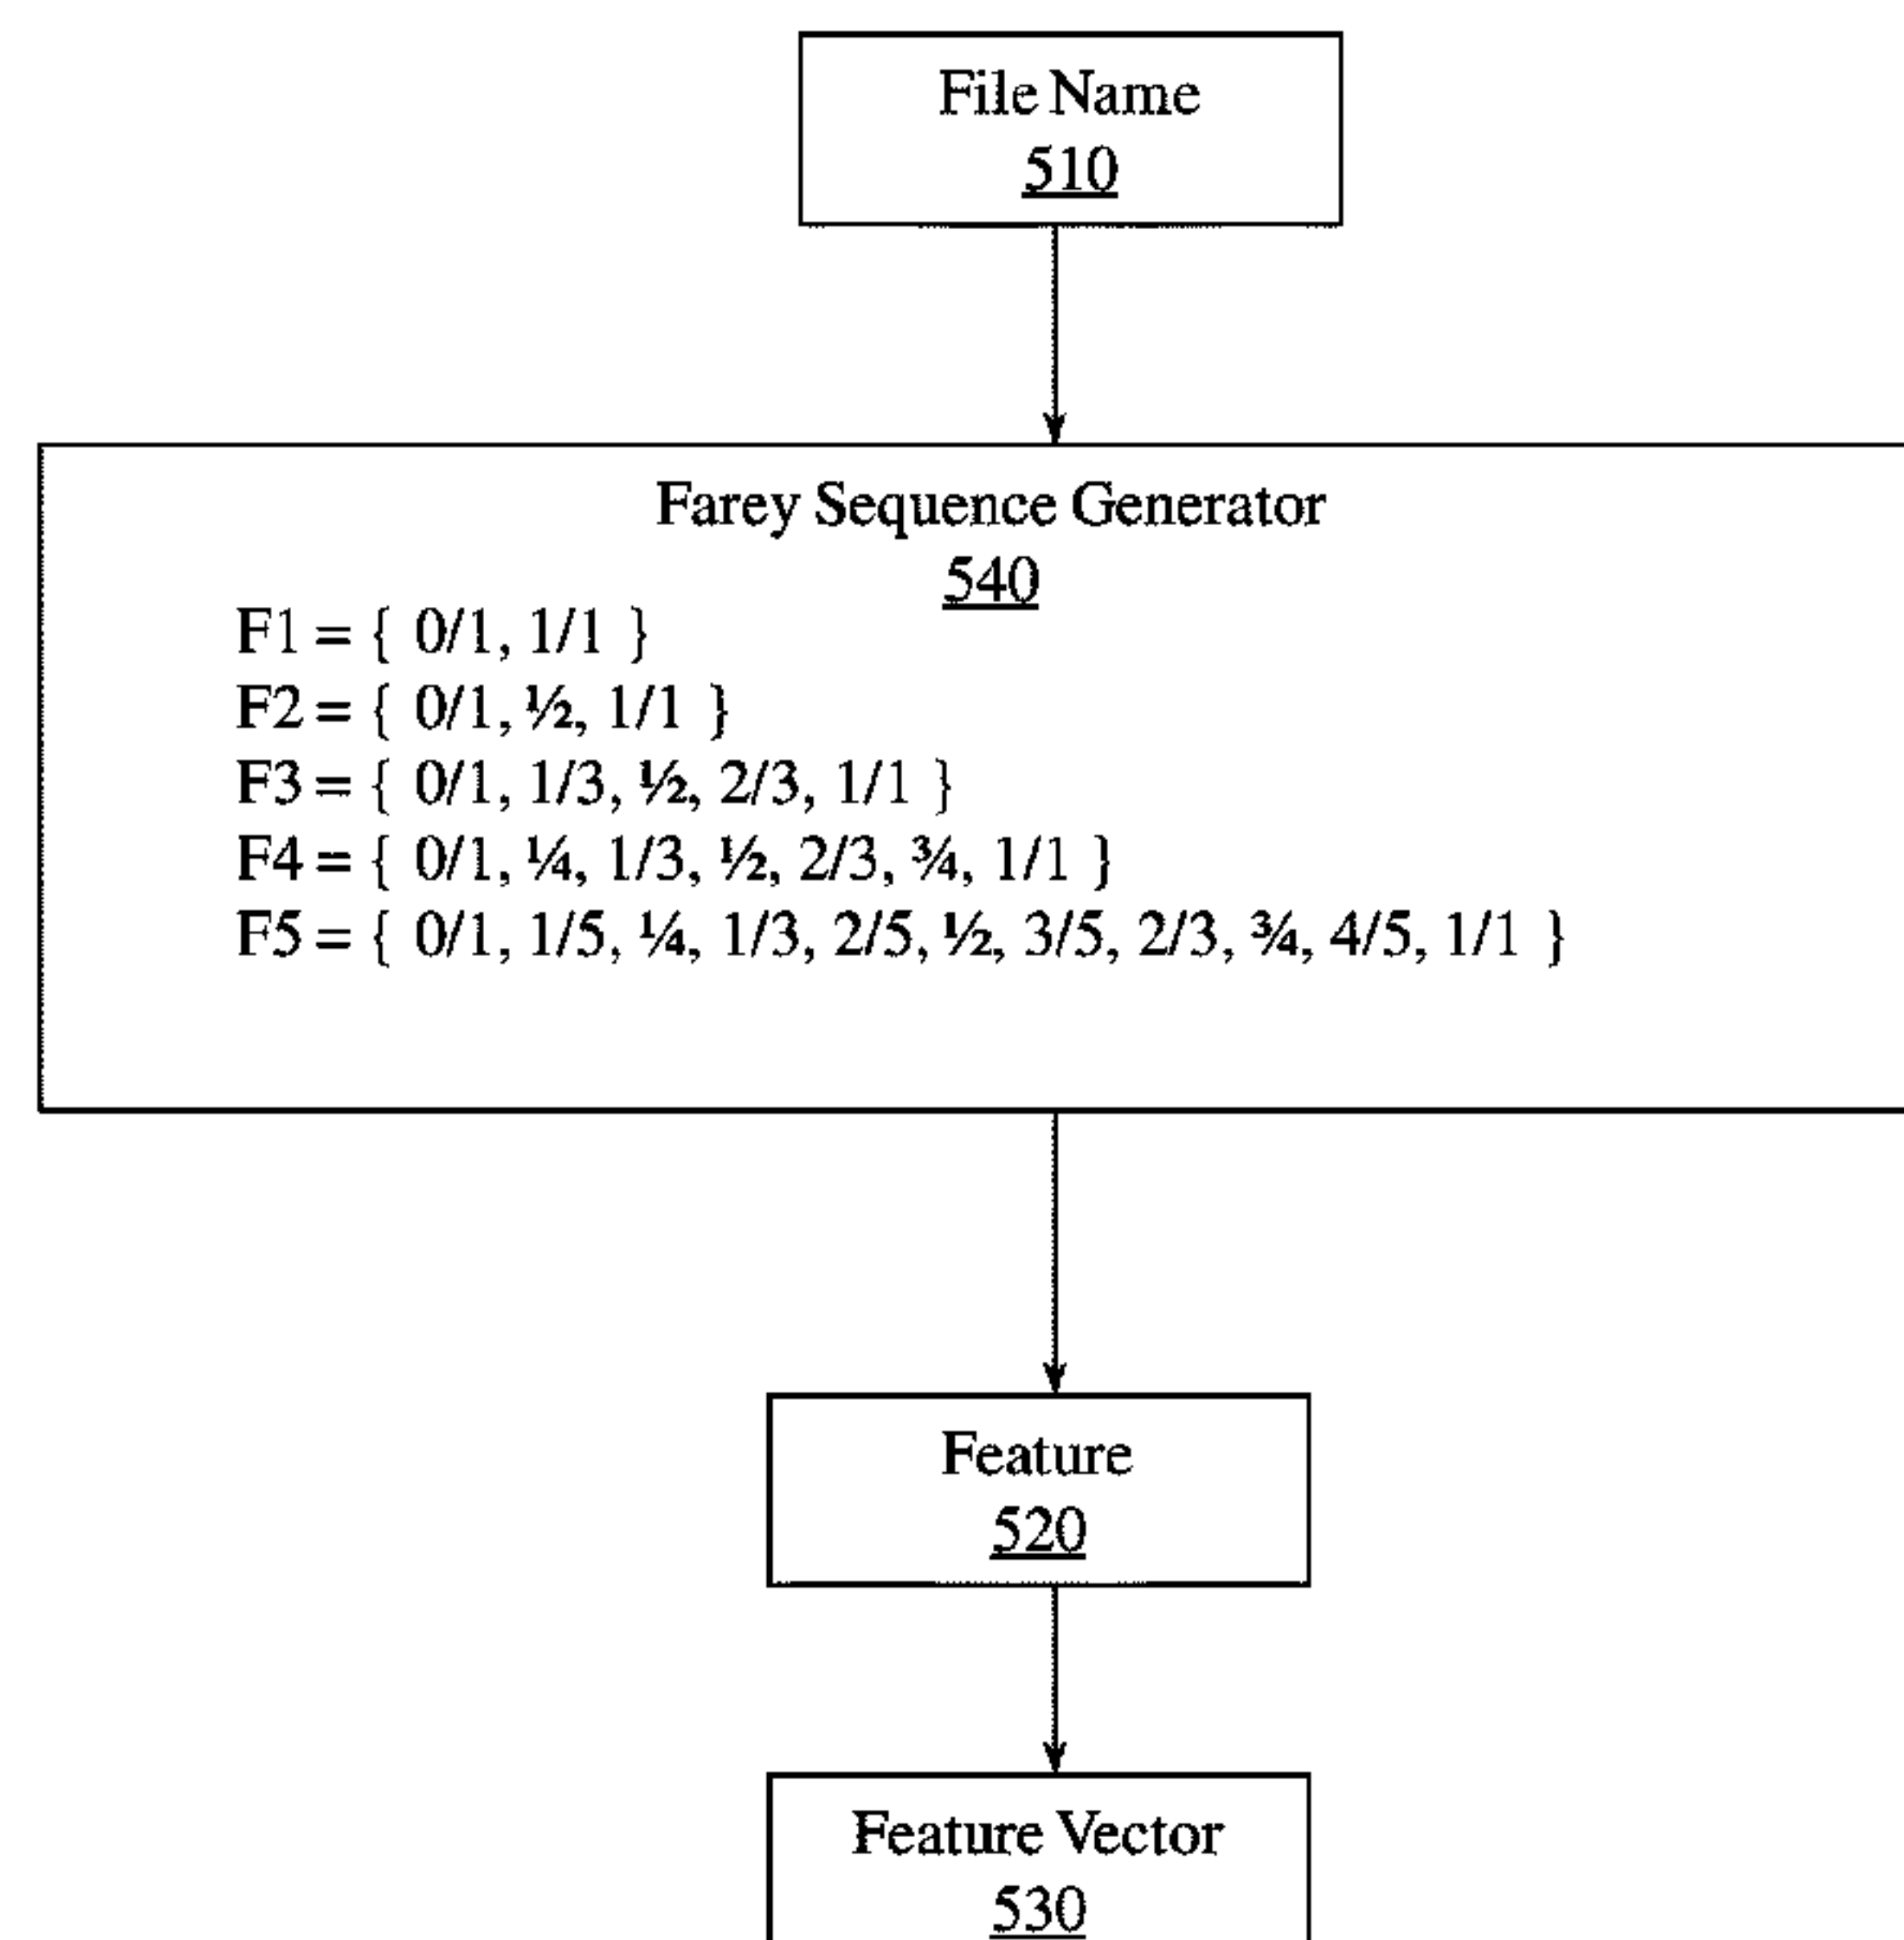 File Name
510
Farey Sequence Generator
540
F1 = { 0/1, 1/1 }
F2 = { 0/1, ½, 1/1 }
F3 = { 0/1, 1/3, ½, 2/3, 1/1 }
F4 = { 0/1, ¼, 1/3, ½, 2/3, ¾, 1/1 }
F5 = { 0/1, 1/5, ¼, 1/3, 2/5, ½, 3/5, 2/3, ¾, 4/5, 1/1 }
Feature
520
Feature Vector
530